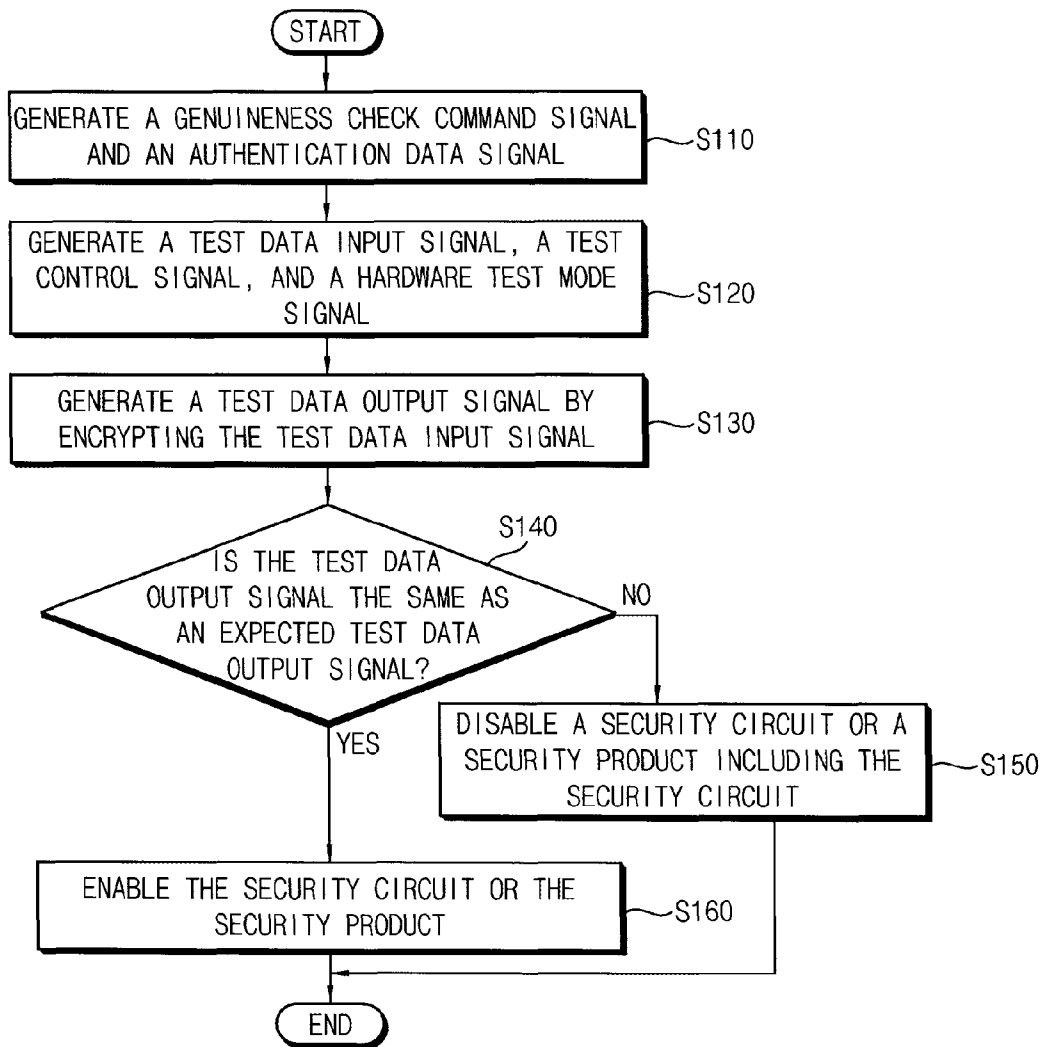 START
GENERATE A GENUINENESS CHECK COMMAND SIGNAL
AND AN AUTHENTICATION DATA SIGNAL
S110
GENERATE A TEST DATA INPUT SIGNAL, A TEST
CONTROL SIGNAL, AND A HARDWARE TEST MODE
SIGNAL
S120
GENERATE A TEST DATA OUTPUT SIGNAL BY
ENCRYPTING THE TEST DATA INPUT SIGNAL
S130
S140
IS THE TEST DATA
OUTPUT SIGNAL THE SAME AS
AN EXPECTED TEST DATA
OUTPUT SIGNAL?
NO
YES
DISABLE A SECURITY CIRCUIT OR A
SECURITY PRODUCT INCLUDING THE
SECURITY CIRCUIT
S150
ENABLE THE SECURITY CIRCUIT OR THE
SECURITY PRODUCT
S160
END